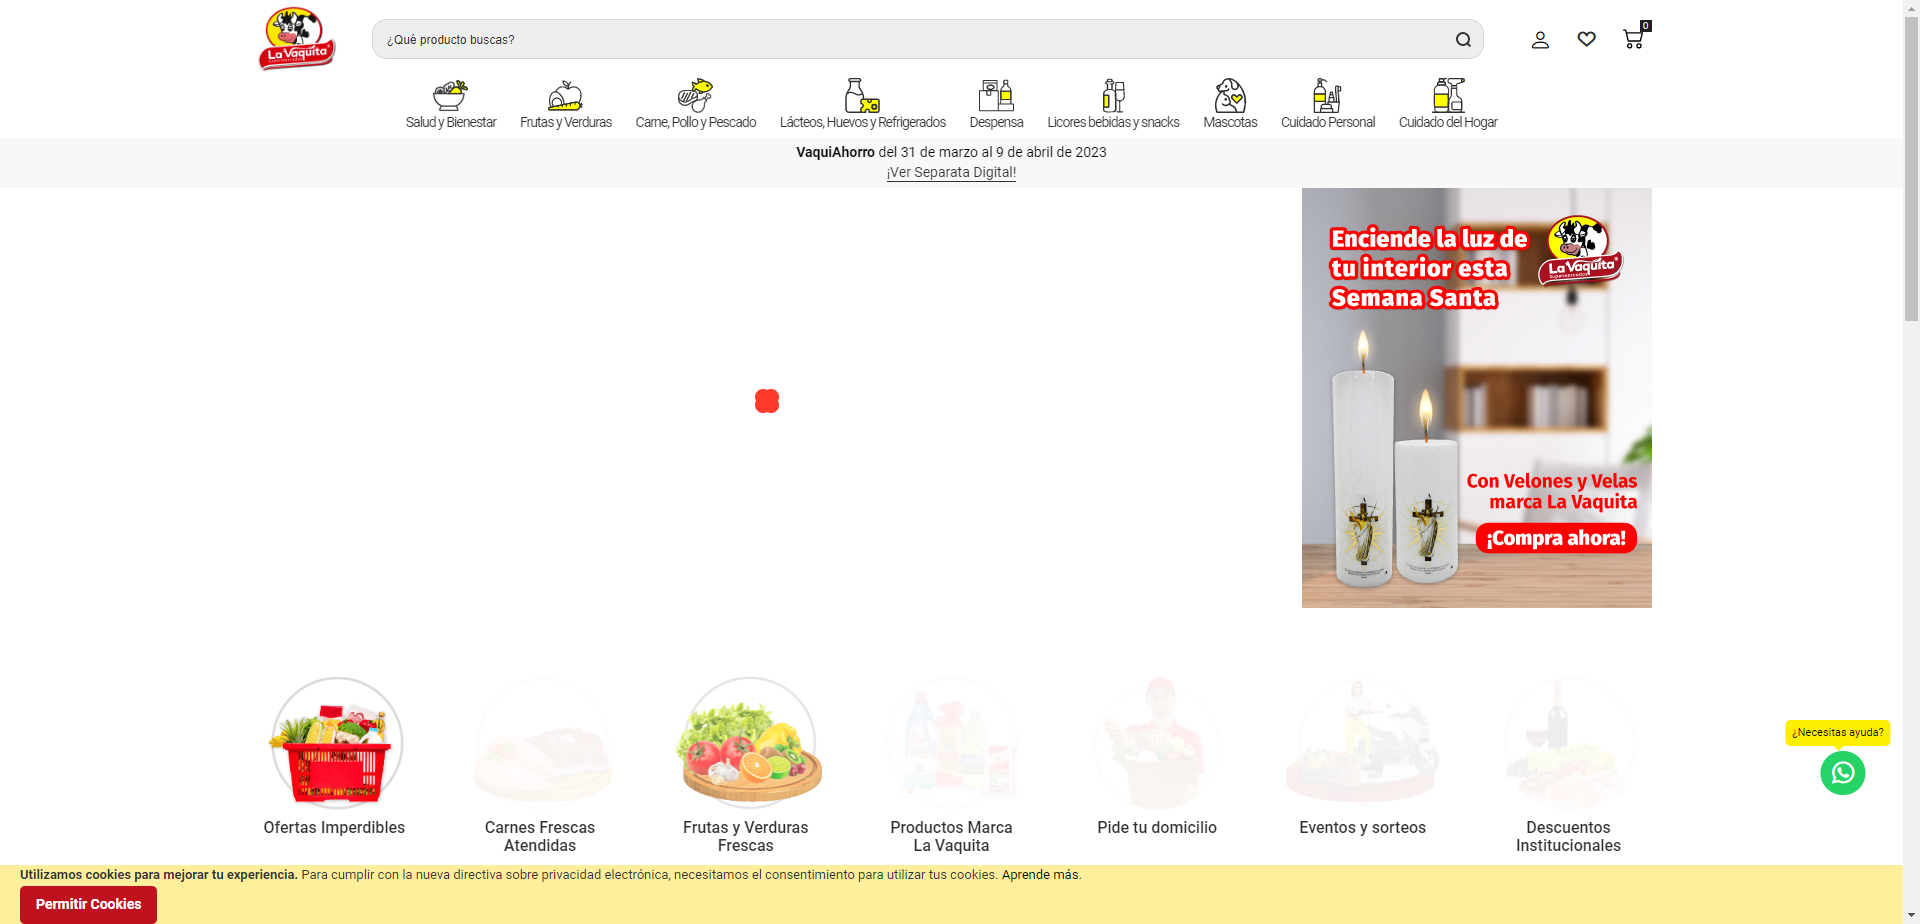 La Vaquita
Supermercados
¿Qué producto buscas?
0
Salud y Bienestar
Frutas y Verduras
Carne, Pollo y Pescado
Lácteos, Huevos y Refrigerados
Despensa
Licores bebidas y snacks
Mascotas
Cuidado Personal
Cuidado del Hogar
VaquiAhorro del 31 de marzo al 9 de abril de 2023
¡Ver Separata Digital!
Enciende la luz de
tu interior esta
Semana Santa
La Vaquita
Supermercados
Con Velones y Velas
marca La Vaquita
¡Compra ahora!
¿Necesitas ayuda?
Ofertas Imperdibles
Carnes Frescas
Atendidas
Frutas y Verduras
Frescas
Productos Marca
La Vaquita
Pide tu domicilio
Eventos y sorteos
Descuentos
Institucionales
Utilizamos cookies para mejorar tu experiencia. Para cumplir con la nueva directiva sobre privacidad electrónica, necesitamos el consentimiento para utilizar tus cookies. Aprende más.
Permitir Cookies